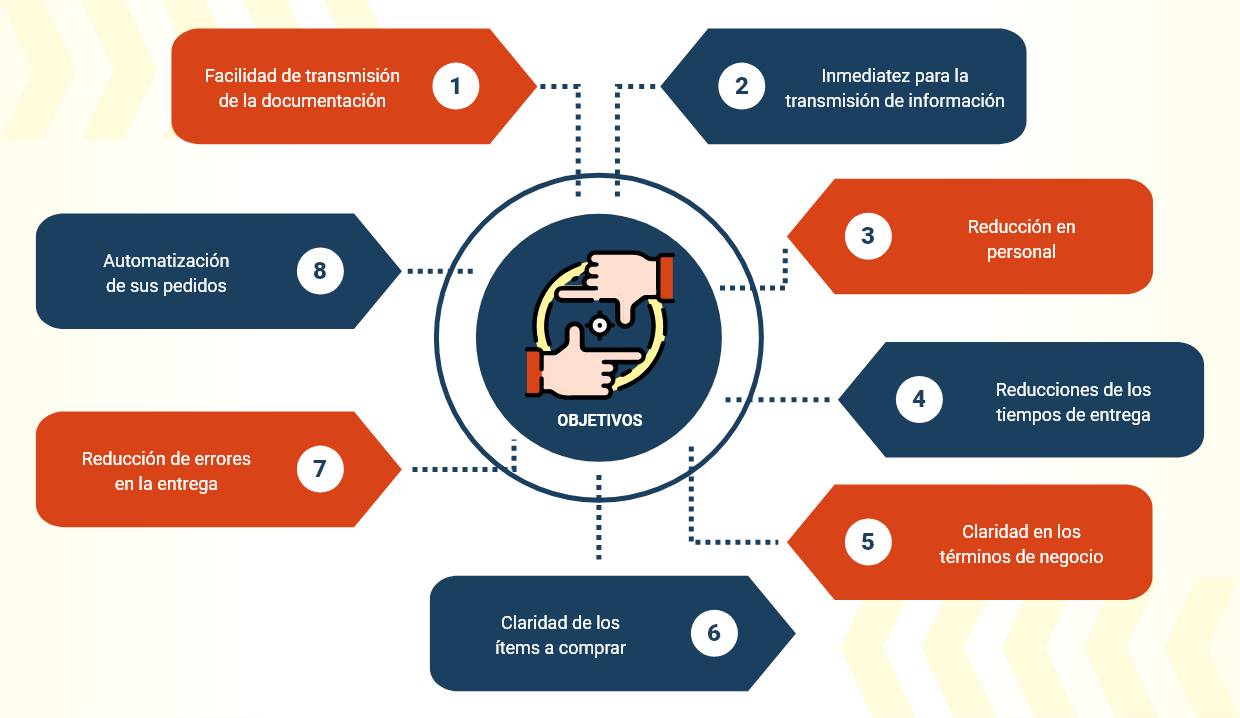 Facilidad de transmisión
de la documentación
1
2
Inmediatez para la
transmisión de información
3
Reducción en
personal
4
Reducciones de los
tiempos de entrega
5
Claridad en los
términos de negocio
6
Claridad de los
ítems a comprar
7
Reducción de errores
en la entrega
8
Automatización
de sus pedidos
OBJETIVOS